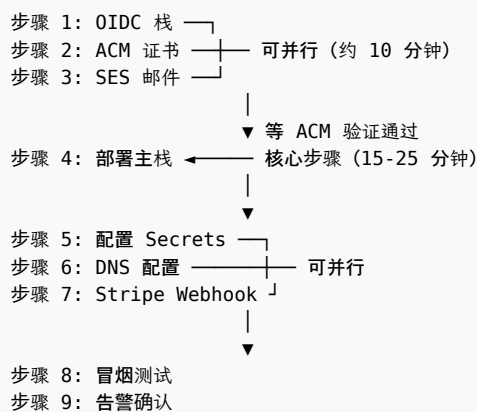 步骤 1: OIDC 栈 ──┐
步骤 2: ACM 证书 ──┼── 可并行 (约 10 分钟)
步骤 3: SES 邮件 ──┘
│
▼ 等 ACM 验证通过
步骤 4: 部署主栈 ◄───── 核心步骤 (15-25 分钟)
│
▼
步骤 5: 配置 Secrets ──┐
步骤 6: DNS 配置 ──────┼── 可并行
步骤 7: Stripe Webhook ┘
│
▼
步骤 8: 冒烟测试
步骤 9: 告警确认